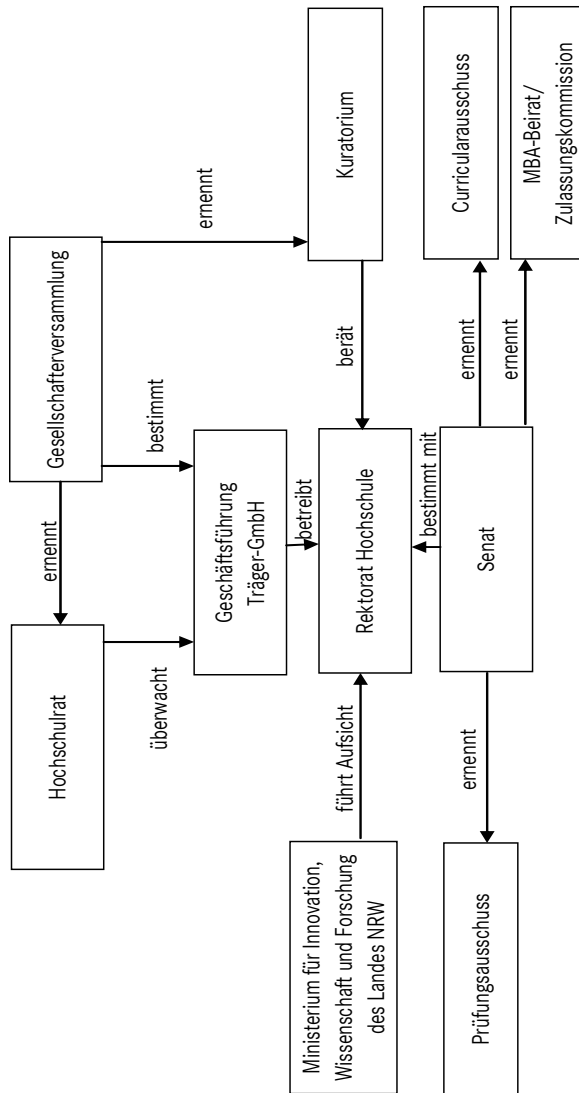 Hochschulrat
ernennt
Gesellschafterversammlung
überwacht
bestimmt
ernennt
Geschäftsführung
Träger-GmbH
betreibt
Ministerium für Innovation,
Wissenschaft und Forschung
des Landes NRW
führt Aufsicht
Rektorat Hochschule
berät
Kuratorium
bestimmt mit
Prüfungsausschuss
ernennt
Senat
ernennt
Curricularausschuss
ernennt
MBA-Beirat/
Zulassungskommission